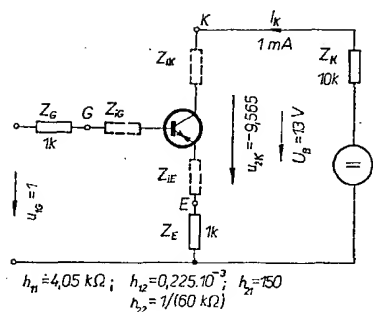 K
I_K
1 mA
Z_iK
Z_K
10k
Z_G
G
Z_iG
1k
u_2K=-9,565
U_B=13 V
Z_iE
E
u_1G=1
Z_E
1k
h_11≐4,05 kΩ; h_12=0,225.10^-3; h_21=150
h_22=1/(60 kΩ)